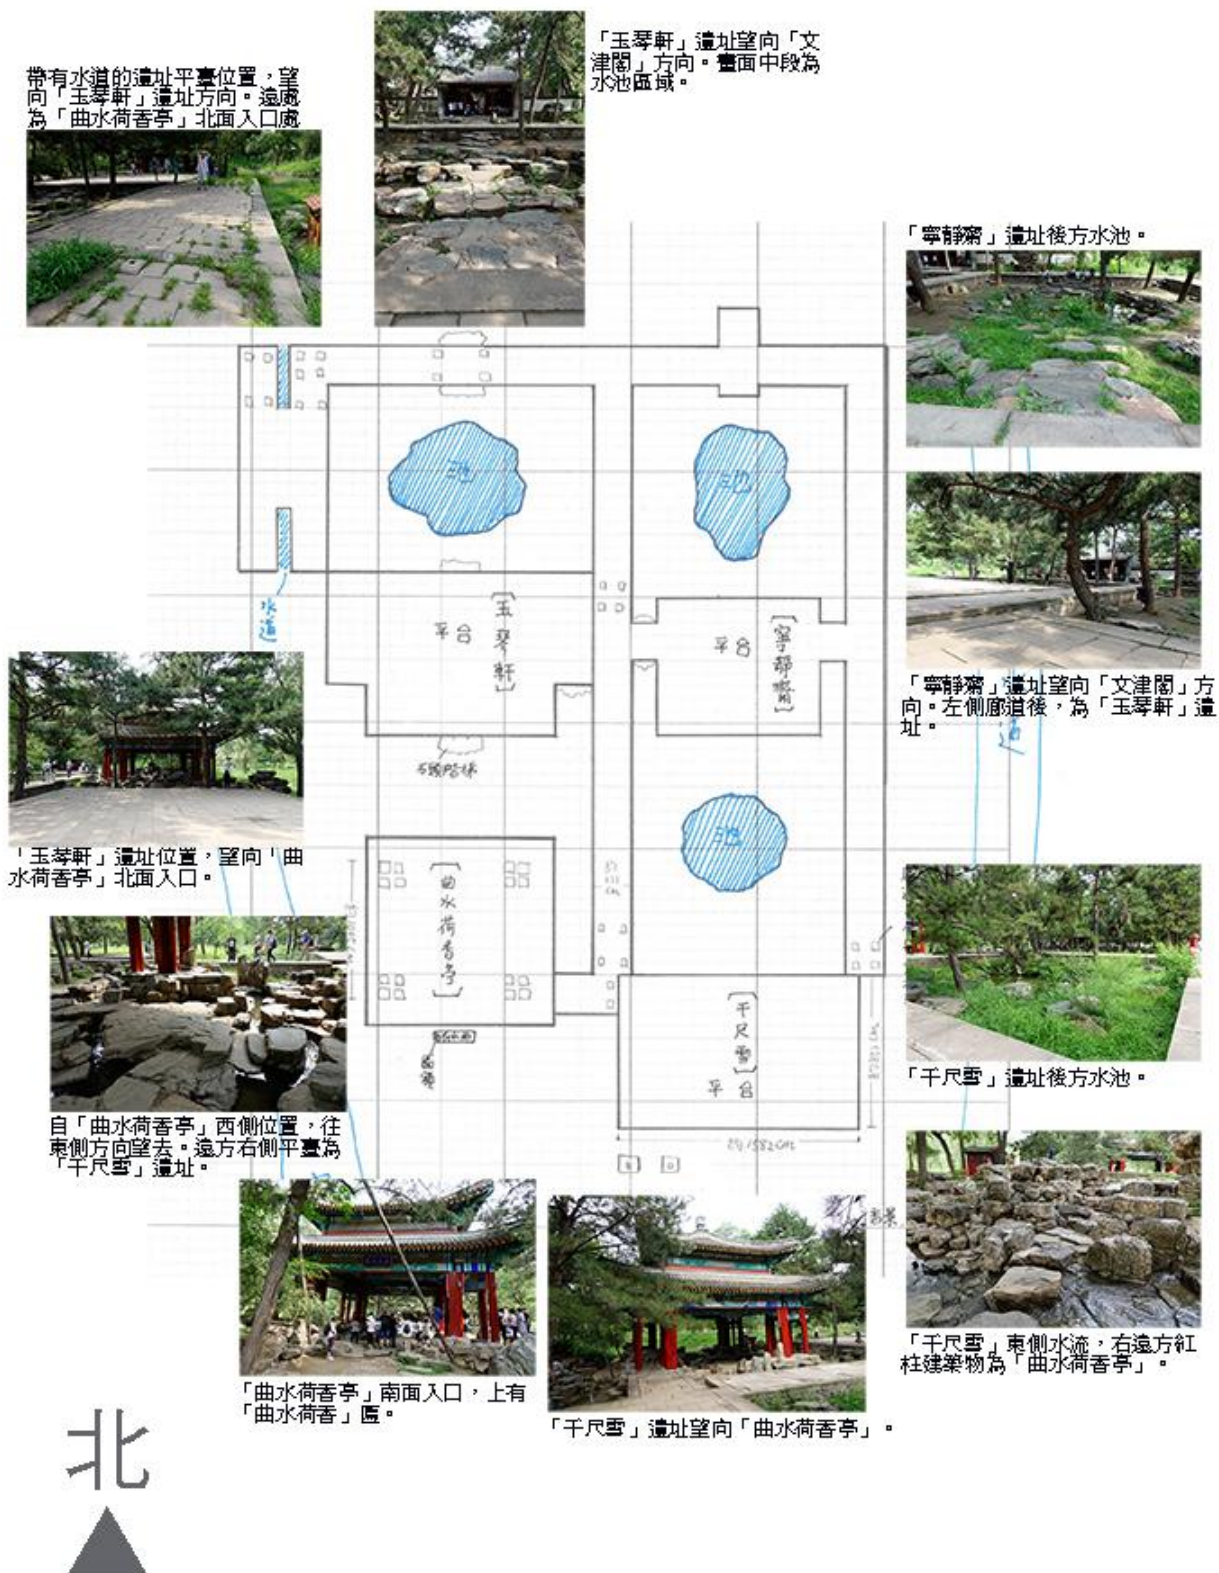 帶有水道的遺址平臺位置，望
向「玉琴軒」遺址方向。遠處
為「曲水荷香亭」北面入口處
「玉琴軒」遺址望向「文
津閣」方向。畫面中段為
水池區域。
「寧靜齋」遺址後方水池。
池
池
水道
平台
〔玉琴軒〕
平台
〔寧靜齋〕
「寧靜齋」遺址望向「文津閣」方
向。左側廊道後，為「玉琴軒」遺
址。
道
石頭階梯
「玉琴軒」遺址位置，望向「曲
水荷香亭」北面入口。
池
〔曲水荷香亭〕
自「曲水荷香亭」西側位置，往
東側方向望去。遠方右側平臺為
「千尺雪」遺址。
〔千尺雪〕
平台
「千尺雪」遺址後方水池。
「曲水荷香亭」南面入口，上有
「曲水荷香」匾。
「千尺雪」遺址望向「曲水荷香亭」。
「千尺雪」東側水流，右遠方紅
柱建築物為「曲水荷香亭」。
北